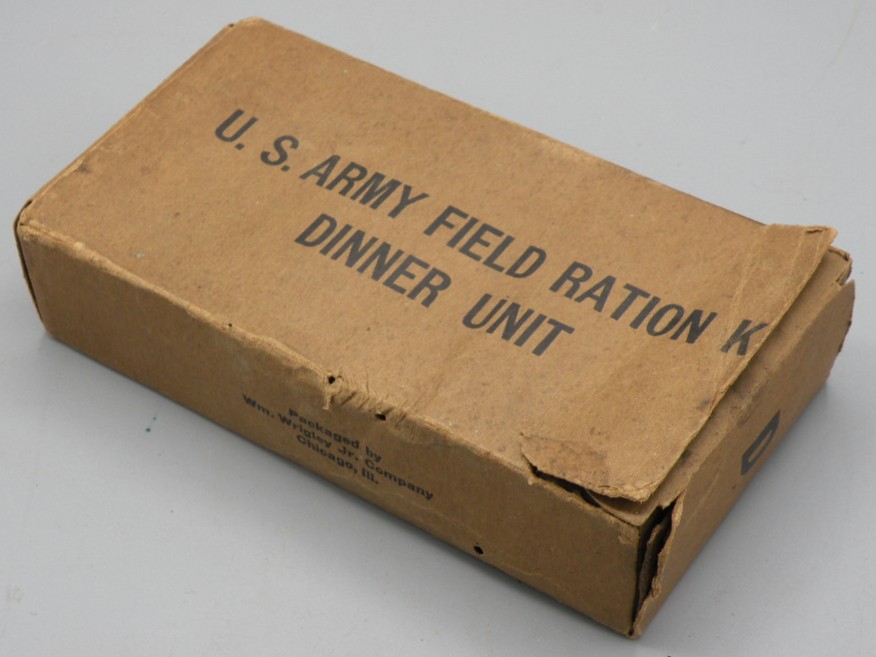 U. S. ARMY FIELD RATION K
DINNER UNIT
Packaged by
Wm. Wrigley Jr. Company
Chicago, Ill.
D